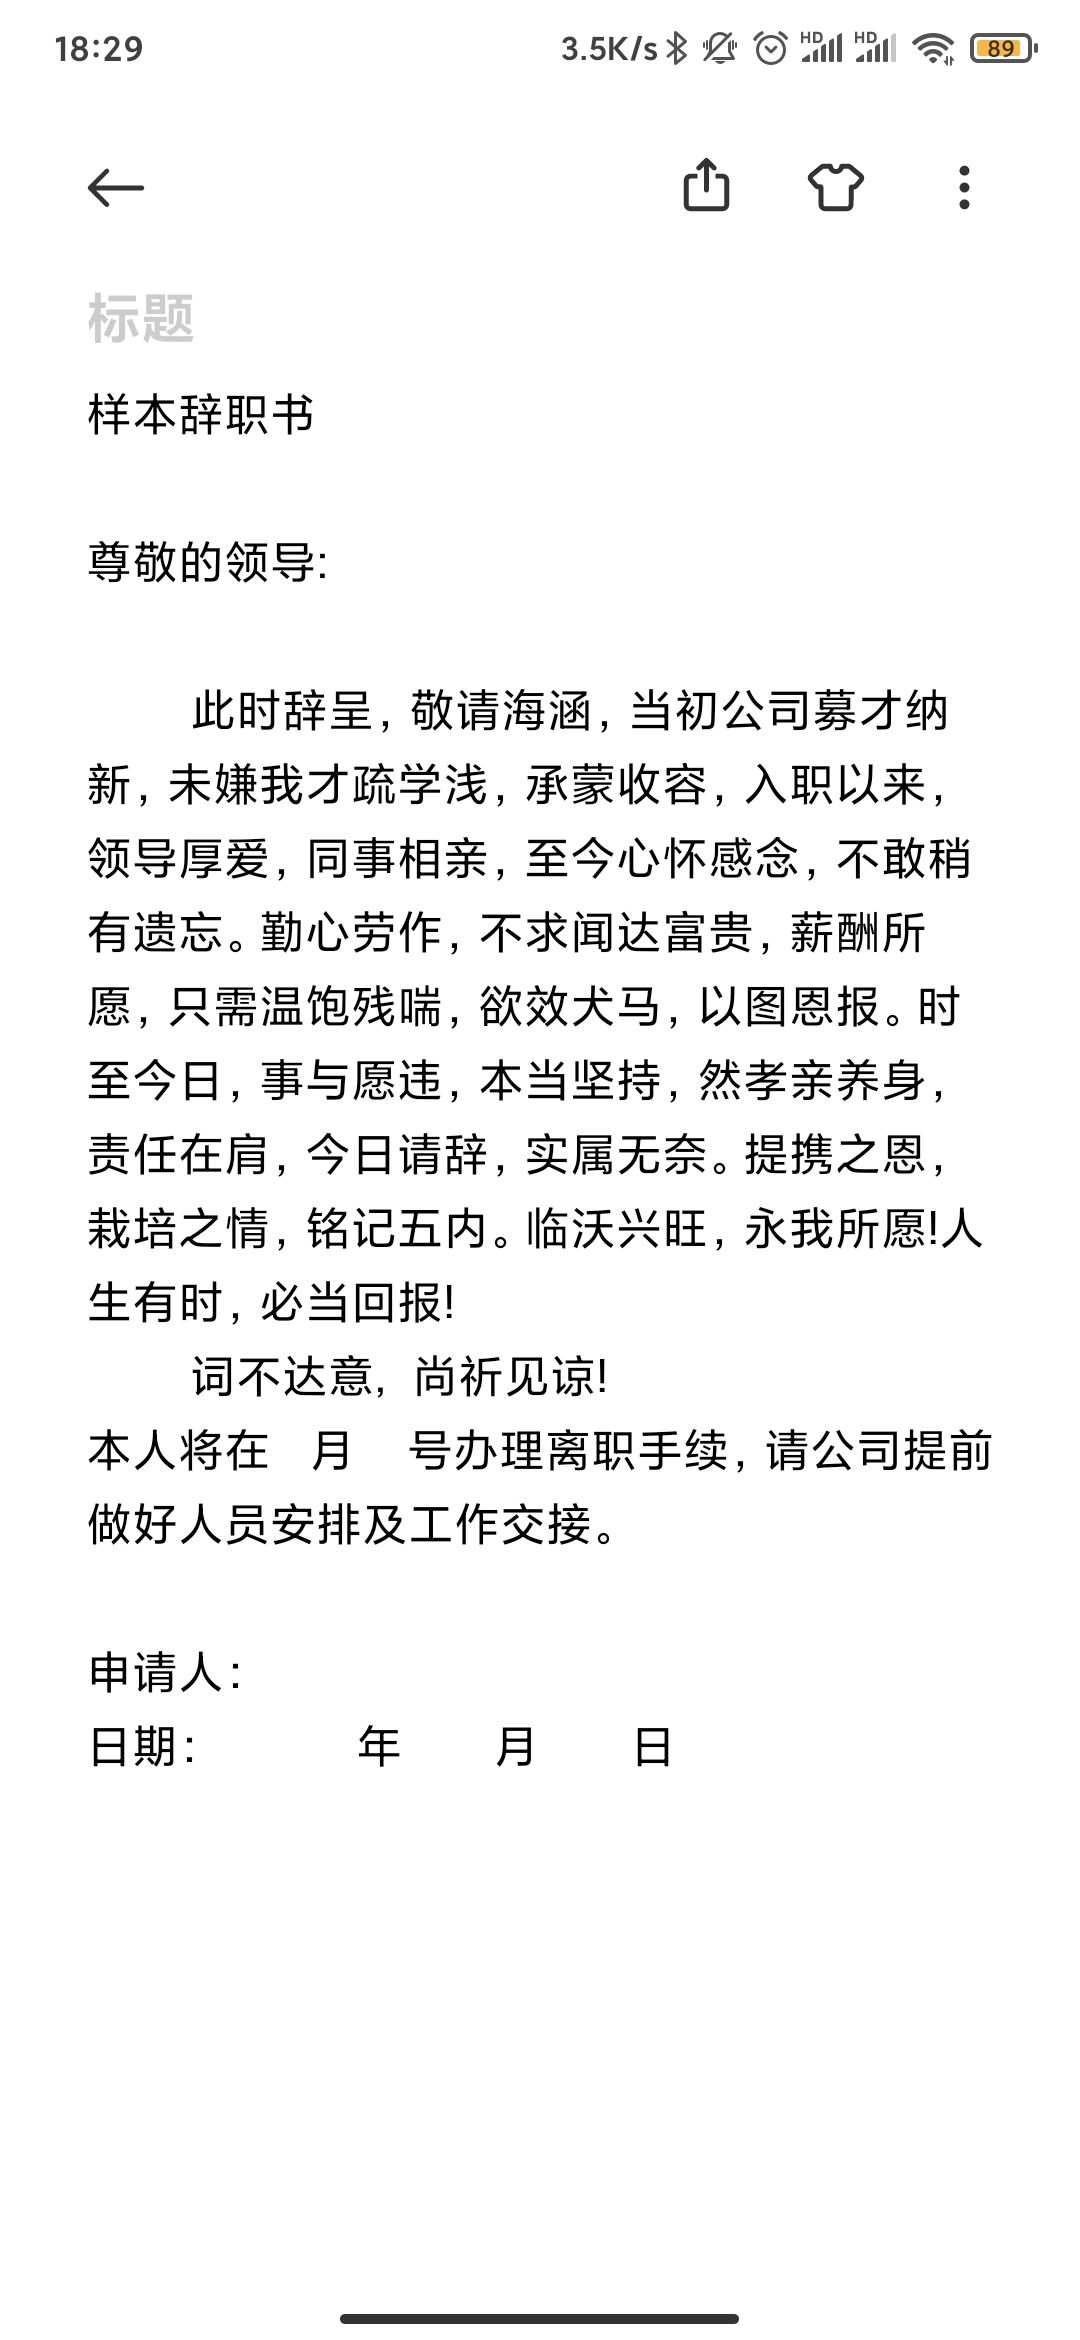 18:29 3.5K/s HD HD 89
标题
样本辞职书
尊敬的领导:
此时辞呈, 敬请海涵, 当初公司募才纳
新, 未嫌我才疏学浅, 承蒙收容, 入职以来,
领导厚爱, 同事相亲, 至今心怀感念, 不敢稍
有遗忘。勤心劳作, 不求闻达富贵, 薪酬所
愿, 只需温饱残喘, 欲效犬马, 以图恩报。时
至今日, 事与愿违, 本当坚持, 然孝亲养身,
责任在肩, 今日请辞, 实属无奈。提携之恩,
栽培之情, 铭记五内。临沃兴旺, 永我所愿!人
生有时, 必当回报!
词不达意, 尚祈见谅!
本人将在 月 号办理离职手续, 请公司提前
做好人员安排及工作交接。
申请人:
日期: 年 月 日